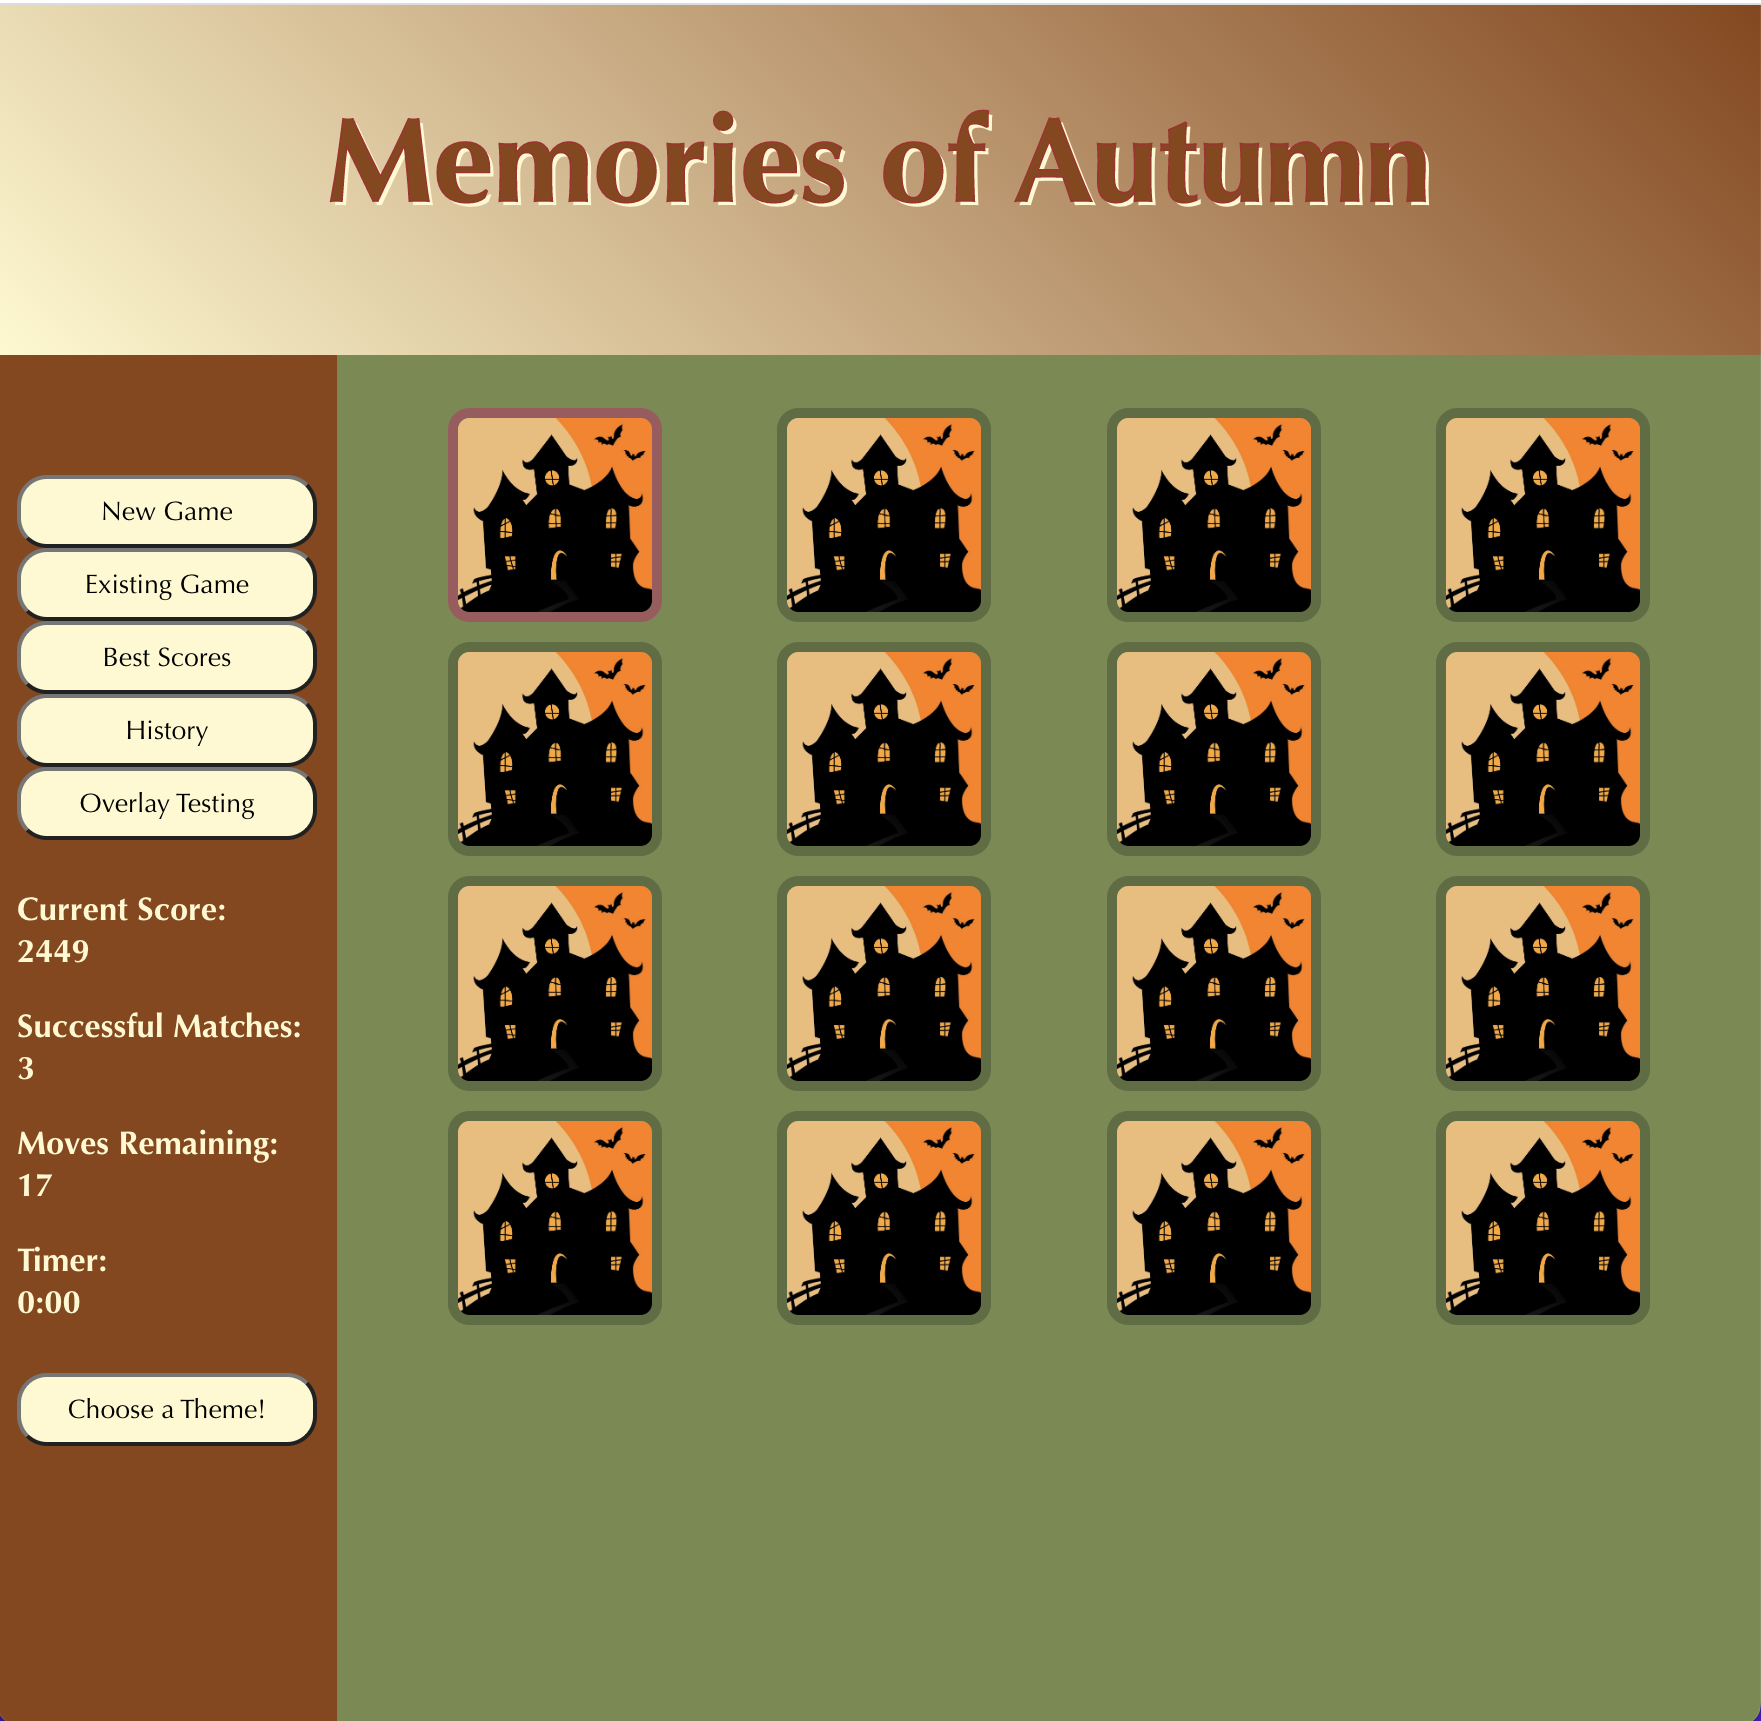 Memories of Autumn
New Game
Existing Game
Best Scores
History
Overlay Testing
Current Score:
2449
Successful Matches:
3
Moves Remaining:
17
Timer:
0:00
Choose a Theme!